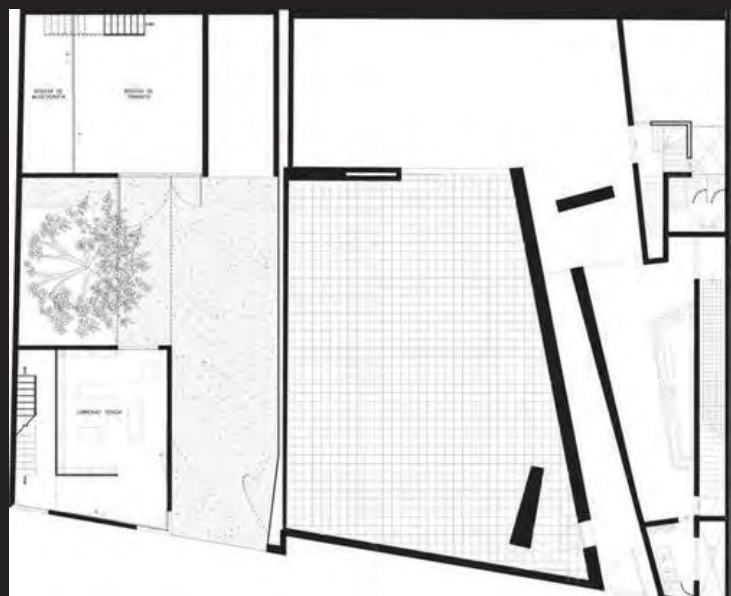 BODEGA DE
MUSEOGRAFIA
BODEGA DE
TRANSITO
LIBRERIA/ TIENDA